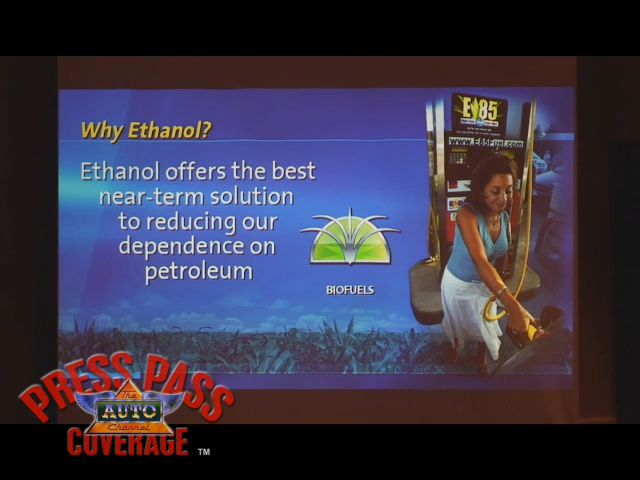 Why Ethanol?
Ethanol offers the best
near-term solution
to reducing our
dependence on
petroleum
BIOFUELS
E85
www.E85Fuel.com
PRESS PASS
The
AUTO
Channel
COVERAGE
TM